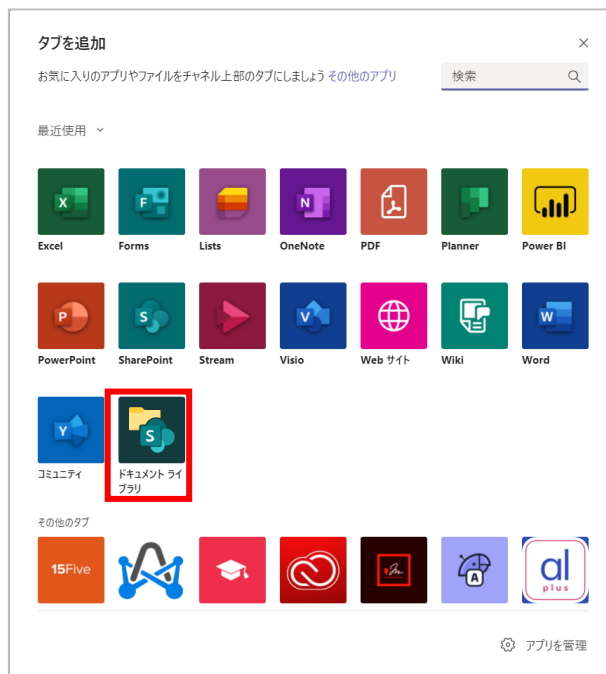 タブを追加
お気に入りのアプリやファイルをチャネル上部のタブにしましょう その他のアプリ
検索
最近使用
Excel
Forms
Lists
OneNote
PDF
Planner
Power BI
PowerPoint
SharePoint
Stream
Visio
Web サイト
Wiki
Word
コミュニティ
ドキュメント ライ
ブラリ
その他のタブ
15Five
A
al
plus
アプリを管理